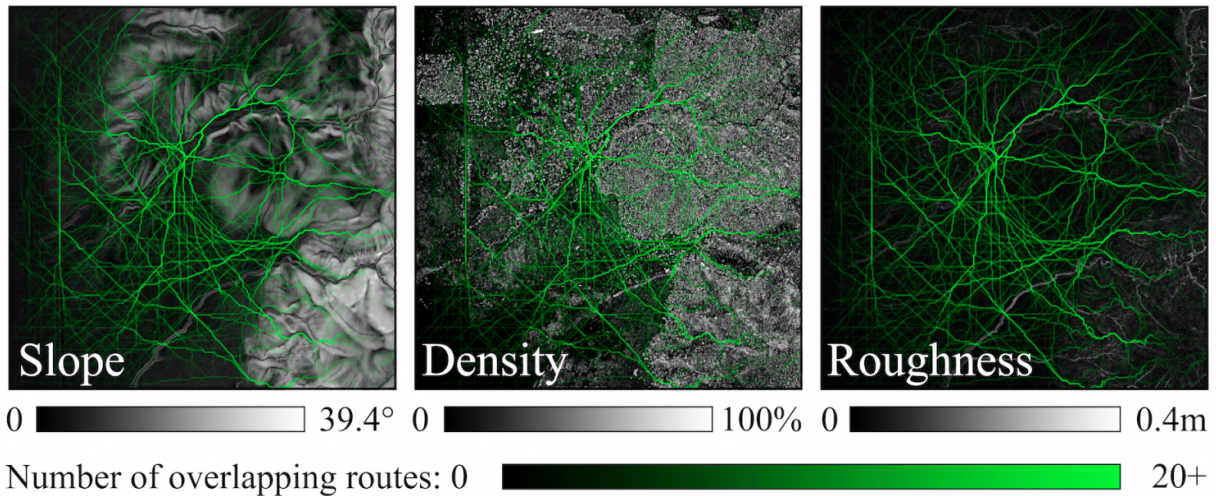 Slope Density Roughness
0 39.4° 0 100% 0 0.4m
Number of overlapping routes: 0 20+